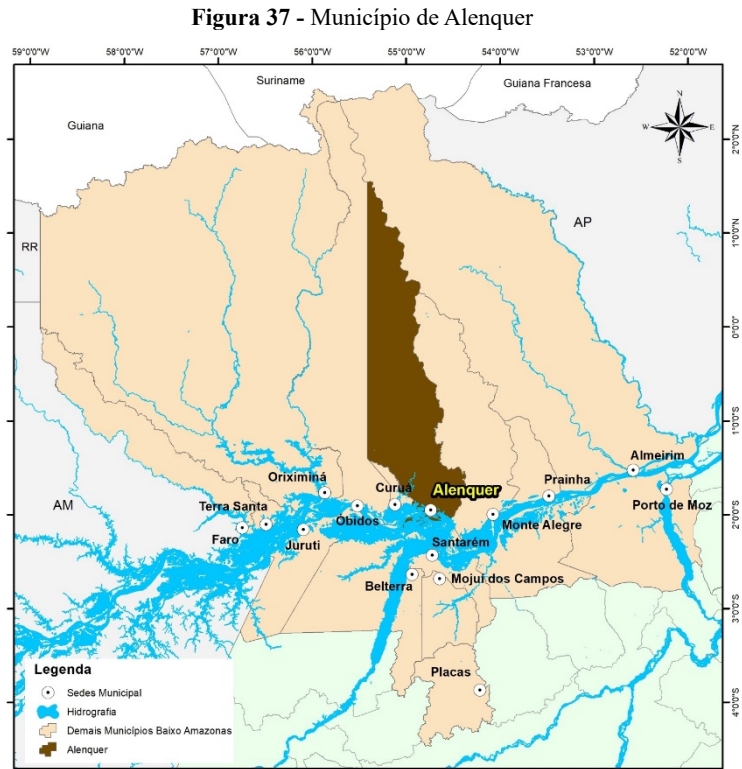 Figura 37 - Município de Alenquer
59°0'0"W 58°0'0"W 57°0'0"W 56°0'0"W 55°0'0"W 54°0'0"W 53°0'0"W 52°0'0"W
Suriname
Guiana Francesa
Guiana
N
W E
S
2°0'0"N
AP
1°0'0"N
RR
0°0'0"
1°0'0"S
Almeirim
Oriximiná
Curuá
Alenquer
Prainha
AM
Terra Santa
Porto de Moz
2°0'0"S
Óbidos
Monte Alegre
Faro
Juruti
Santarém
Belterra
Mojuí dos Campos
3°0'0"S
Placas
4°0'0"S
Legenda
Sedes Municipal
Hidrografia
Demais Municípios Baixo Amazonas
Alenquer